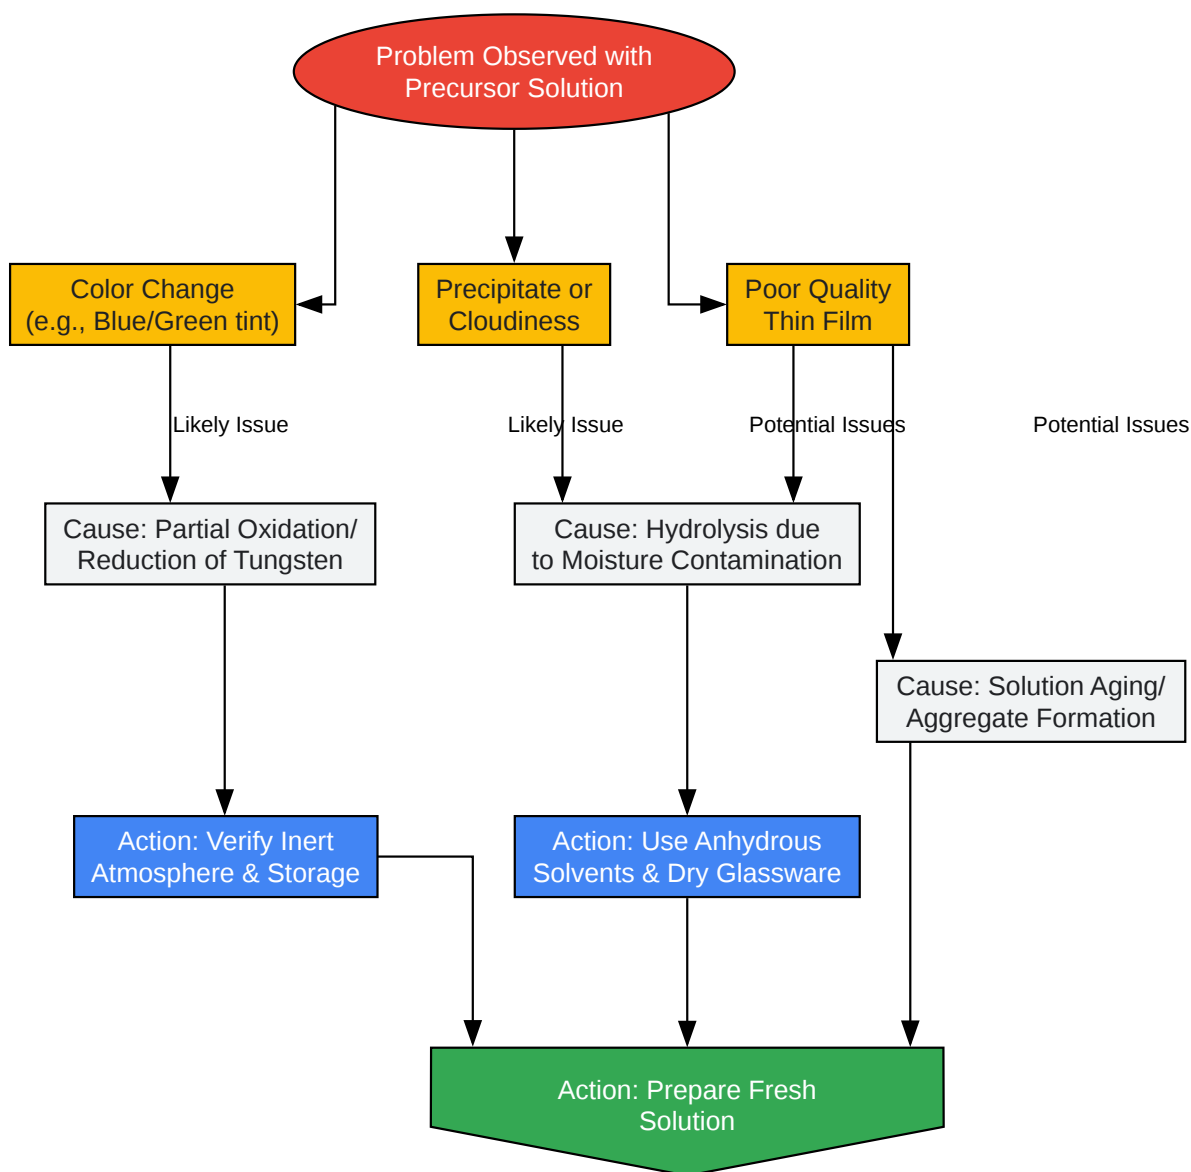 Problem Observed with
Precursor Solution
Color Change
(e.g., Blue/Green tint)
Precipitate or
Cloudiness
Poor Quality
Thin Film
Likely Issue
Likely Issue
Potential Issues
Potential Issues
Cause: Partial Oxidation/
Reduction of Tungsten
Cause: Hydrolysis due
to Moisture Contamination
Cause: Solution Aging/
Aggregate Formation
Action: Verify Inert
Atmosphere & Storage
Action: Use Anhydrous
Solvents & Dry Glassware
Action: Prepare Fresh
Solution